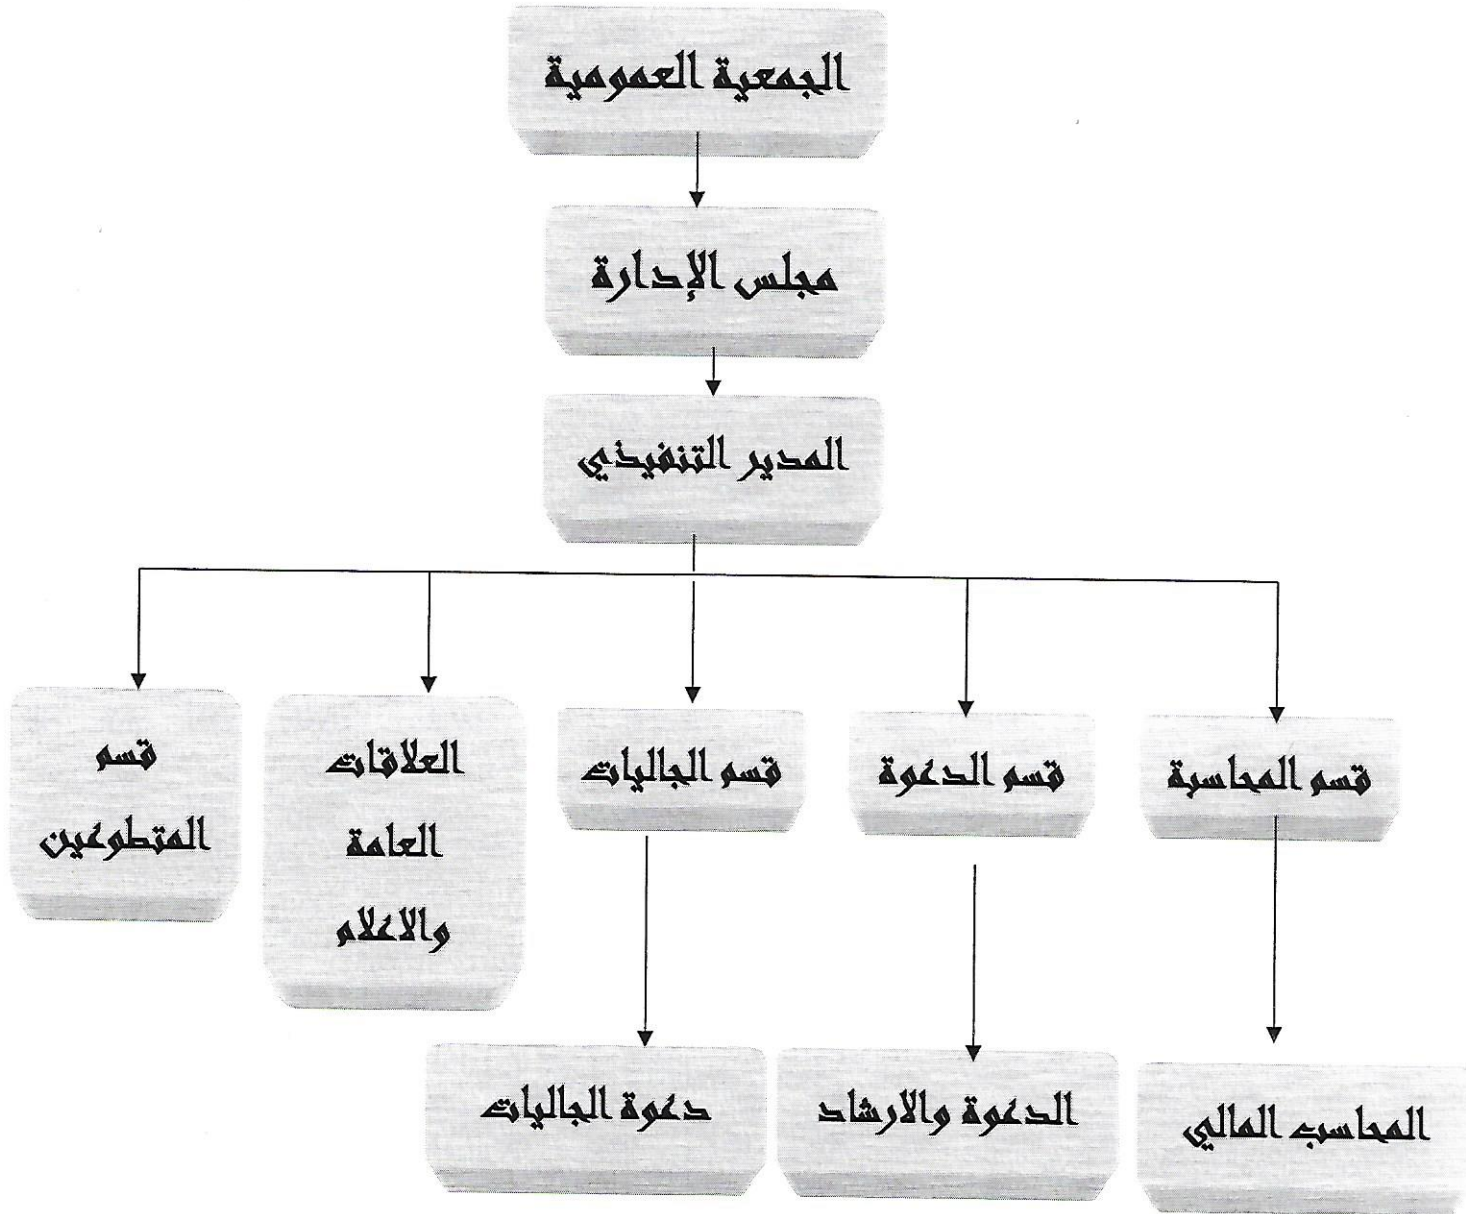 الجمعية العمومية
مجلس الإدارة
المدير التنفيذي
قسم المحاسبة
قسم الدعوة
قسم الجاليات
العلاقات
العامة
والاعلام
قسم
المتطوعين
المحاسب المالي
الدعوة والارشاد
دعوة الجاليات